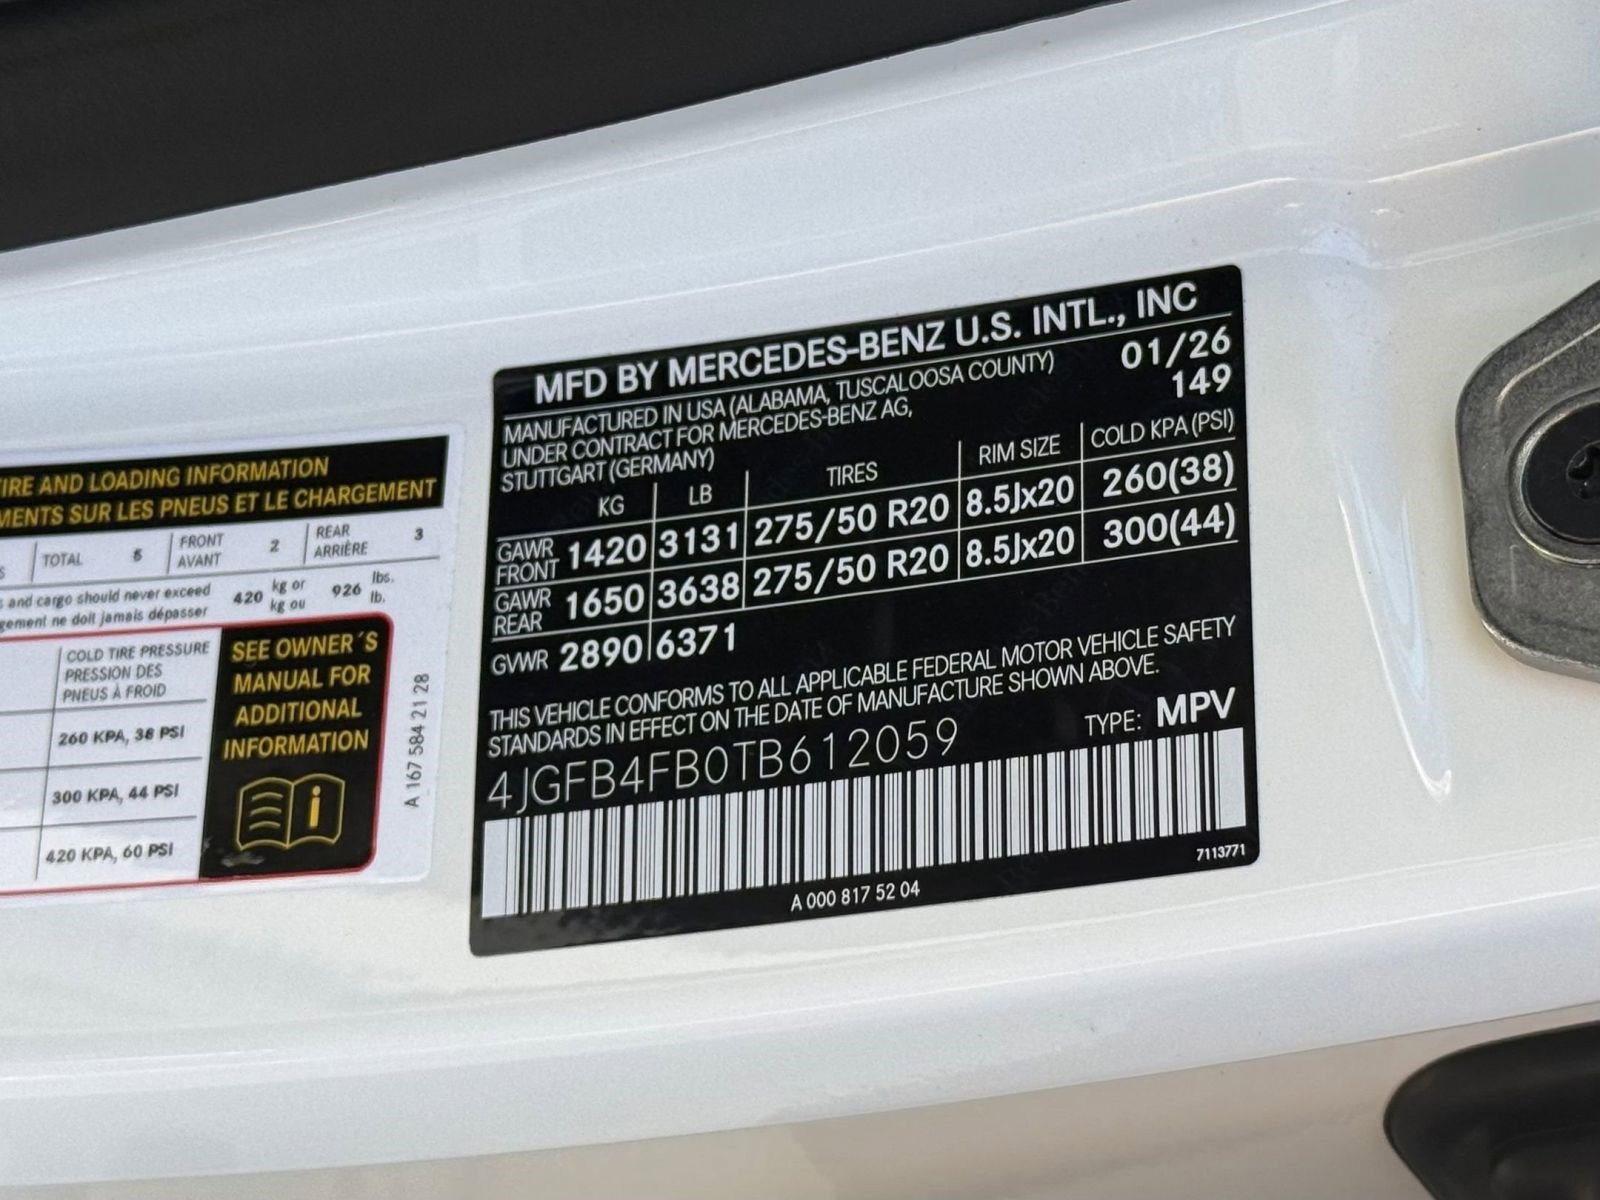 TIRE AND LOADING INFORMATION
MENTS SUR LES PNEUS ET LE CHARGEMENT
S TOTAL 5 FRONT AVANT 2 REAR ARRIÈRE 3
s and cargo should never exceed 420 kg or 926 lbs.
gement ne doit jamais dépasser kg ou lb.
COLD TIRE PRESSURE
PRESSION DES
PNEUS À FROID
260 KPA, 38 PSI
300 KPA, 44 PSI
420 KPA, 60 PSI
SEE OWNER´S
MANUAL FOR
ADDITIONAL
INFORMATION
i
A 167 584 21 28
MFD BY MERCEDES-BENZ U.S. INTL., INC
MANUFACTURED IN USA (ALABAMA, TUSCALOOSA COUNTY) 01/26
UNDER CONTRACT FOR MERCEDES-BENZ AG, 149
STUTTGART (GERMANY)
KG LB TIRES RIM SIZE COLD KPA (PSI)
GAWR FRONT 1420 3131 275/50 R20 8.5Jx20 260(38)
GAWR REAR 1650 3638 275/50 R20 8.5Jx20 300(44)
GVWR 2890 6371
THIS VEHICLE CONFORMS TO ALL APPLICABLE FEDERAL MOTOR VEHICLE SAFETY
STANDARDS IN EFFECT ON THE DATE OF MANUFACTURE SHOWN ABOVE.
4JGFB4FB0TB612059 TYPE: MPV
7113771
A 000 817 52 04